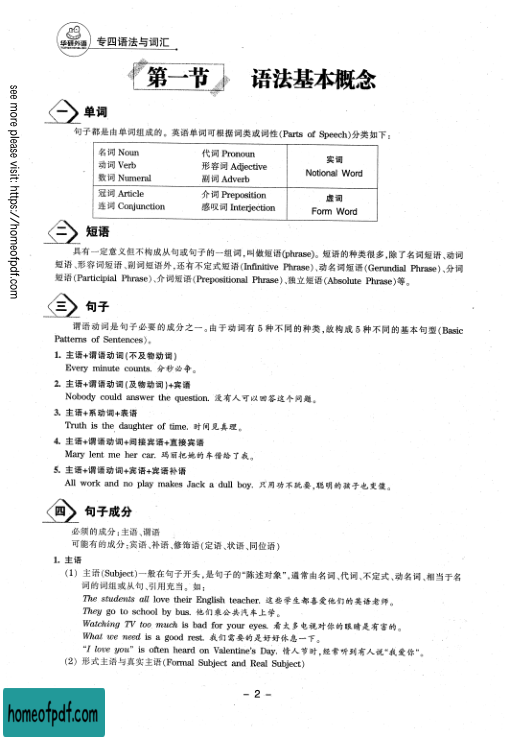 华研外语
专四语法与词汇
第一节 语法基本概念
see more please visit: https://homeofpdf.com
一 单词
句子都是由单词组成的。英语单词可根据词类或词性(Parts of Speech)分类如下:
名词 Noun 代词 Pronoun
动词 Verb 形容词 Adjective
数词 Numeral 副词 Adverb
实词
Notional Word
冠词 Article 介词 Preposition
连词 Conjunction 感叹词 Interjection
虚词
Form Word
二 短语
具有一定意义但不构成从句或句子的一组词,叫做短语(phrase)。短语的种类很多,除了名词短语、动词
短语、形容词短语、副词短语外,还有不定式短语(Infinitive Phrase)、动名词短语(Gerundial Phrase)、分词
短语(Participial Phrase)、介词短语(Prepositional Phrase)、独立短语(Absolute Phrase)等。
三 句子
谓语动词是句子必要的成分之一。由于动词有 5 种不同的种类,故构成 5 种不同的基本句型(Basic
Patterns of Sentences)。
1. 主语+谓语动词(不及物动词)
Every minute counts. 分秒必争。
2. 主语+谓语动词(及物动词)+宾语
Nobody could answer the question. 没有人可以回答这个问题。
3. 主语+系动词+表语
Truth is the daughter of time. 时间见真理。
4. 主语+谓语动词+间接宾语+直接宾语
Mary lent me her car. 玛丽把她的车借给了我。
5. 主语+谓语动词+宾语+宾语补语
All work and no play makes Jack a dull boy. 只用功不玩耍,聪明的孩子也变傻。
四 句子成分
必须的成分:主语、谓语
可能有的成分:宾语、补语、修饰语(定语、状语、同位语)
1. 主语
(1) 主语(Subject)一般在句子开头,是句子的“陈述对象”,通常由名词、代词、不定式、动名词、相当于名
词的词组或从句、引用充当。如:
The students all love their English teacher. 这些学生都喜爱他们的英语老师。
They go to school by bus. 他们乘公共汽车上学。
Watching TV too much is bad for your eyes. 看太多电视对你的眼睛是有害的。
What we need is a good rest. 我们需要的是好好休息一下。
“I love you” is often heard on Valentine's Day. 情人节时,经常听到有人说“我爱你”。
(2) 形式主语与真实主语(Formal Subject and Real Subject)
- 2 -
homeofpdf.com